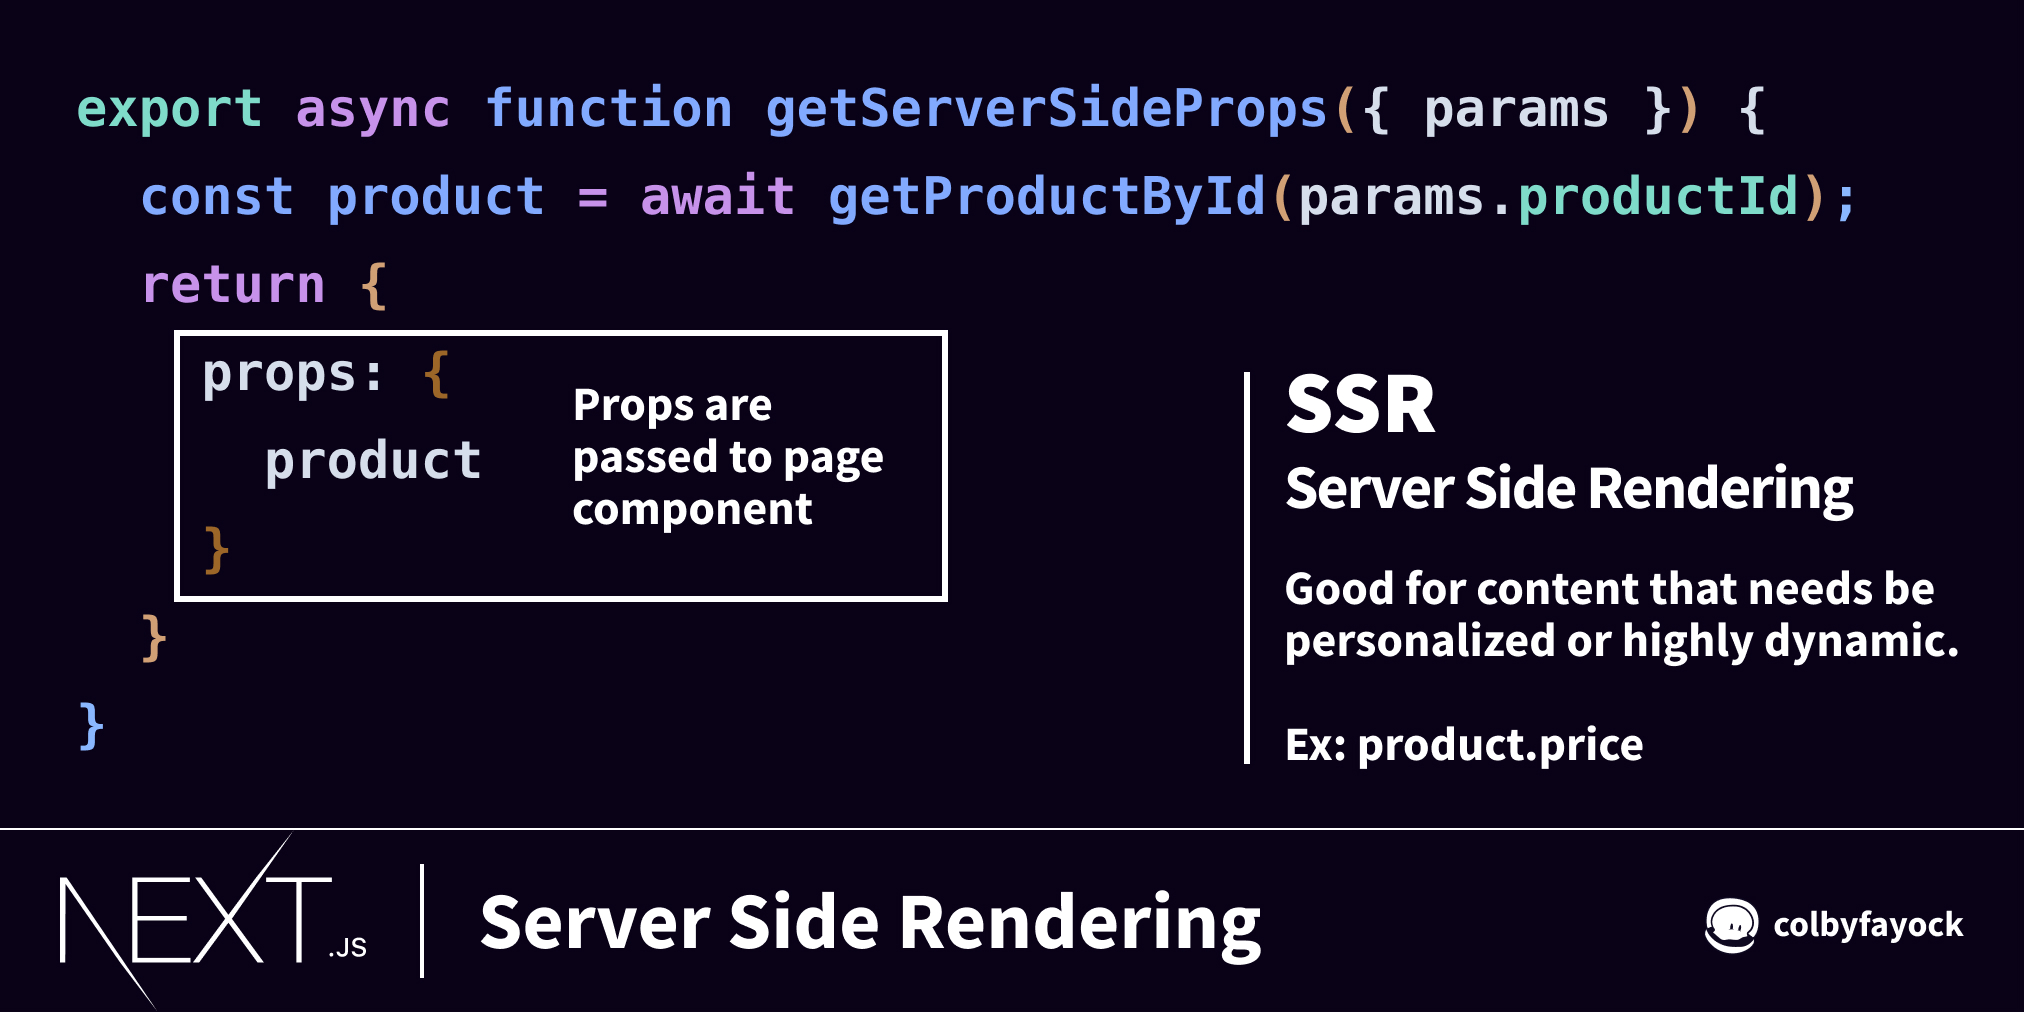 export async function getServerSideProps({ params }) {
const product = await getProductById(params.productId);
return {
props: {
product
}
Props are
passed to page
component
}
}
SSR
Server Side Rendering
Good for content that needs be
personalized or highly dynamic.
Ex: product.price
NEXT.JS
Server Side Rendering
colbyfayock